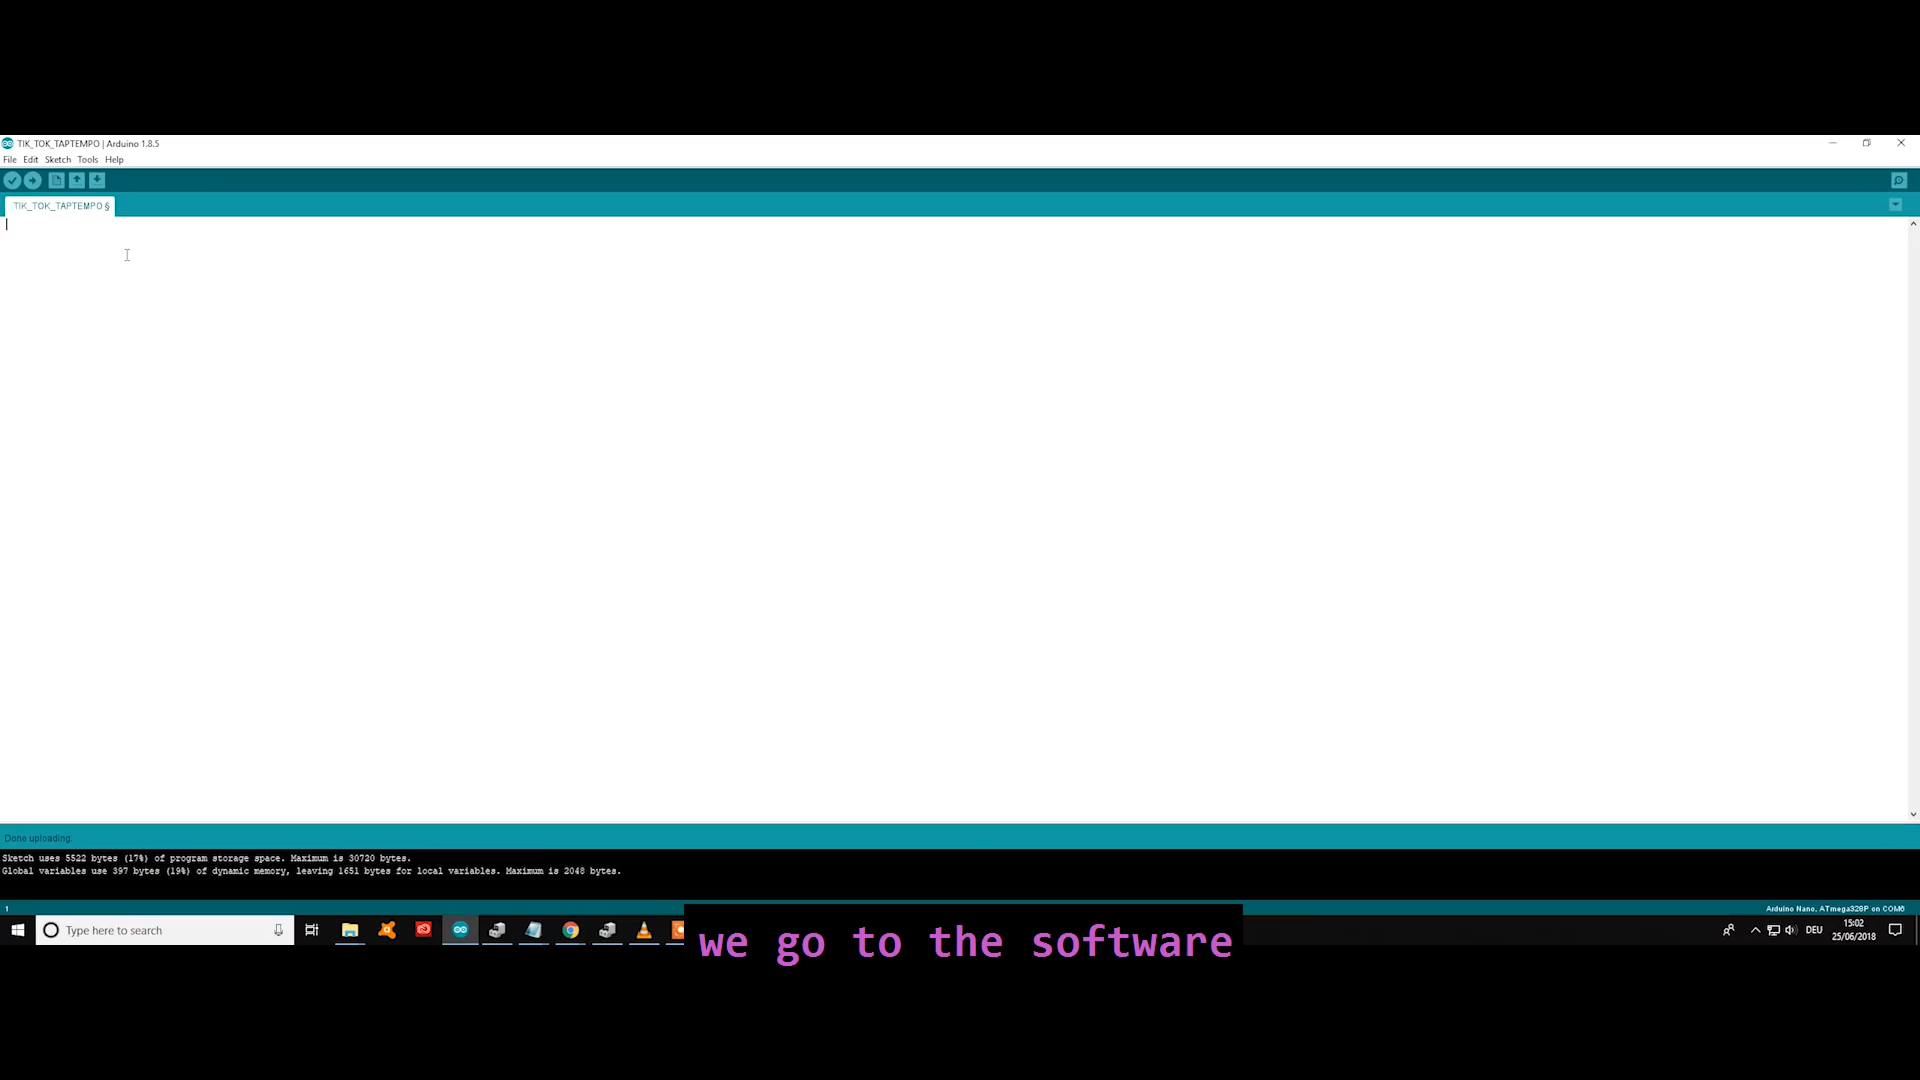 TIK_TOK_TAPTEMPO | Arduino 1.8.5
File Edit Sketch Tools Help
TIK_TOK_TAPTEMPO §
Done uploading.
Sketch uses 5522 bytes (17%) of program storage space. Maximum is 30720 bytes.
Global variables use 397 bytes (19%) of dynamic memory, leaving 1651 bytes for local variables. Maximum is 2048 bytes.
1
Arduino Nano, ATmega328P on COM6
Type here to search
DEU
15:02
25/06/2018
we go to the software